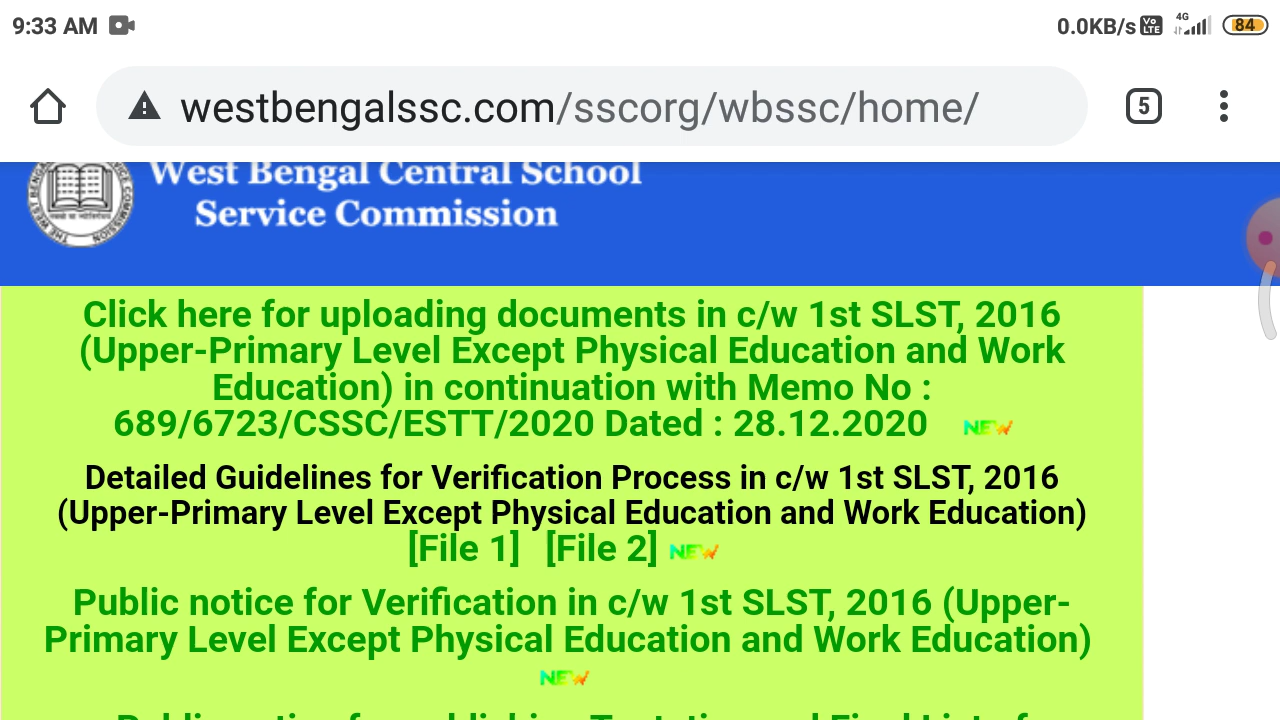 9:33 AM 0.0KB/s Vo LTE 4G 84
westbengalssc.com/sscorg/wbssc/home/ 5
West Bengal Central School
Service Commission
Click here for uploading documents in c/w 1st SLST, 2016
(Upper-Primary Level Except Physical Education and Work
Education) in continuation with Memo No :
689/6723/CSSC/ESTT/2020 Dated : 28.12.2020 NEW
Detailed Guidelines for Verification Process in c/w 1st SLST, 2016
(Upper-Primary Level Except Physical Education and Work Education)
[File 1] [File 2] NEW
Public notice for Verification in c/w 1st SLST, 2016 (Upper-
Primary Level Except Physical Education and Work Education)
NEW